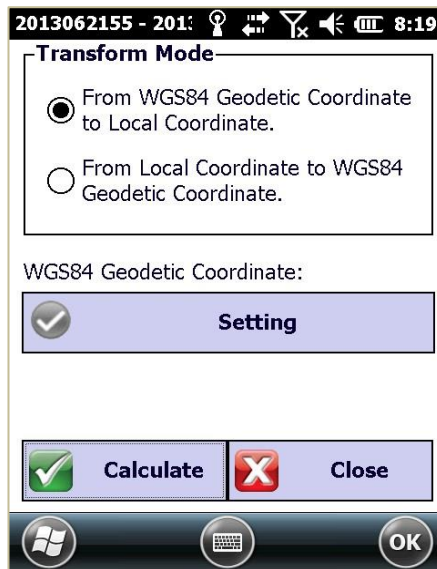 2013062155 - 201 8:19
Transform Mode
From WGS84 Geodetic Coordinate
to Local Coordinate.
From Local Coordinate to WGS84
Geodetic Coordinate.
WGS84 Geodetic Coordinate:
Setting
Calculate Close
OK